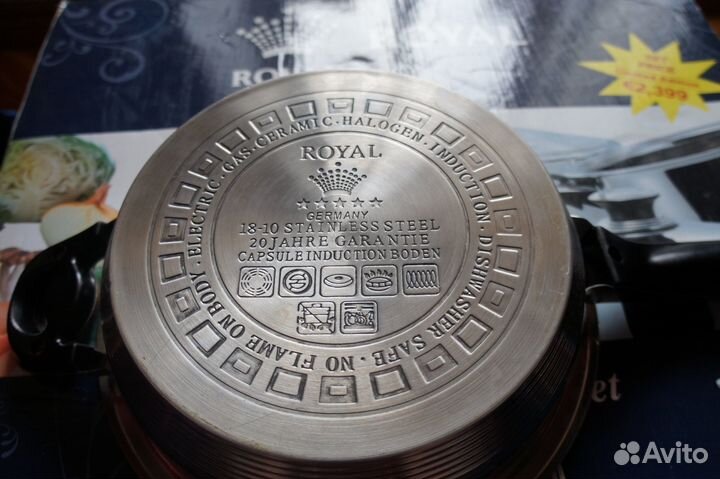 ROYAL
€2,399
ELECTRIC · GAS · CERAMIC · HALOGEN · INDUCTION · DISHWASHER SAFE · NO FLAME ON BODY ·
ROYAL
GERMANY
18-10 STAINLESS STEEL
20 JAHRE GARANTIE
CAPSULE INDUCTION BODEN
et
Avito